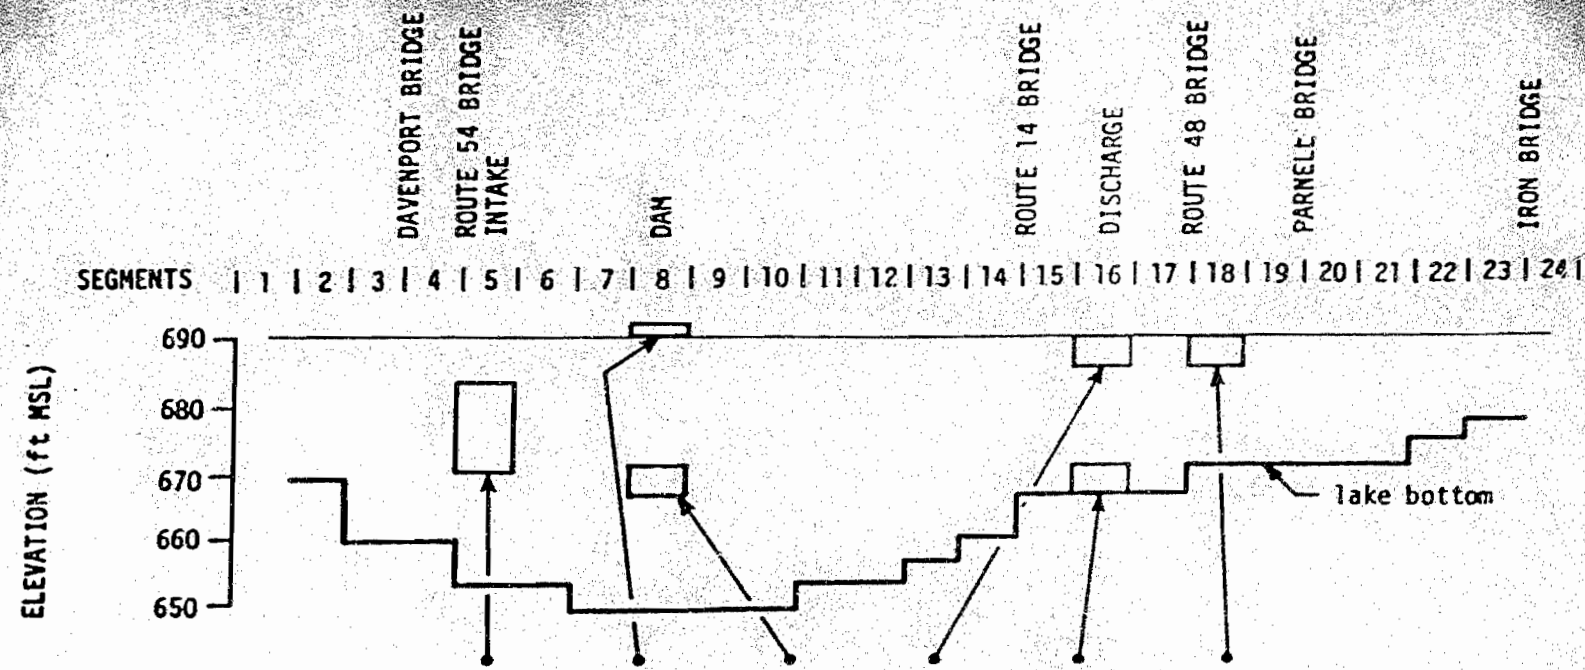 DAVENPORT BRIDGE
ROUTE 54 BRIDGE
INTAKE
DAM
ROUTE 14 BRIDGE
DISCHARGE
ROUTE 48 BRIDGE
PARNELL BRIDGE
IRON BRIDGE
SEGMENTS | 1 | 2 | 3 | 4 | 5 | 6 | 7 | 8 | 9 | 10 | 11 | 12 | 13 | 14 | 15 | 16 | 17 | 18 | 19 | 20 | 21 | 22 | 23 | 24 |
ELEVATION (ft MSL)
690
680
670
660
650
lake bottom